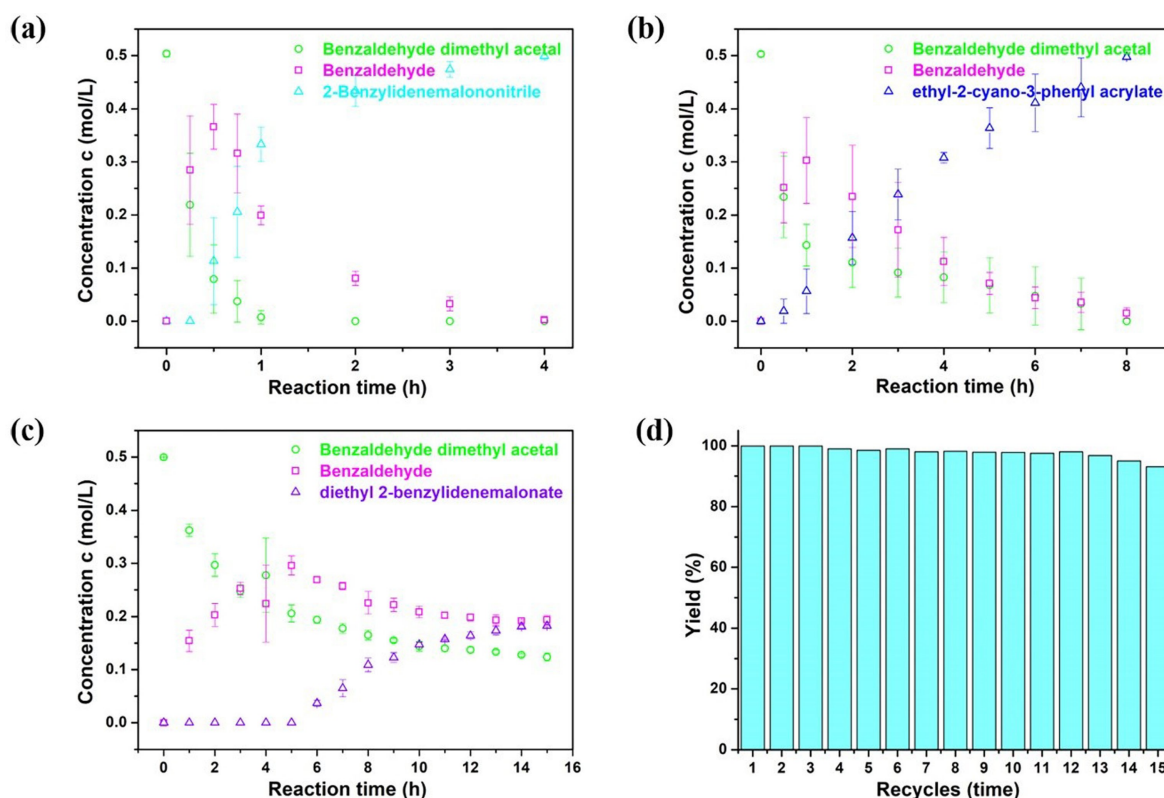 (a)
Benzaldehyde dimethyl acetal
Benzaldehyde
2-Benzylidenemalononitrile
Concentration c (mol/L)
0.5
0.4
0.3
0.2
0.1
0.0
0 1 2 3 4
Reaction time (h)
(b)
Benzaldehyde dimethyl acetal
Benzaldehyde
ethyl-2-cyano-3-phenyl acrylate
Concentration c (mol/L)
0.5
0.4
0.3
0.2
0.1
0.0
0 2 4 6 8
Reaction time (h)
(c)
Benzaldehyde dimethyl acetal
Benzaldehyde
diethyl 2-benzylidenemalonate
Concentration c (mol/L)
0.5
0.4
0.3
0.2
0.1
0.0
0 2 4 6 8 10 12 14 16
Reaction time (h)
(d)
Yield (%)
100
80
60
40
20
0
1 2 3 4 5 6 7 8 9 10 11 12 13 14 15
Recycles (time)